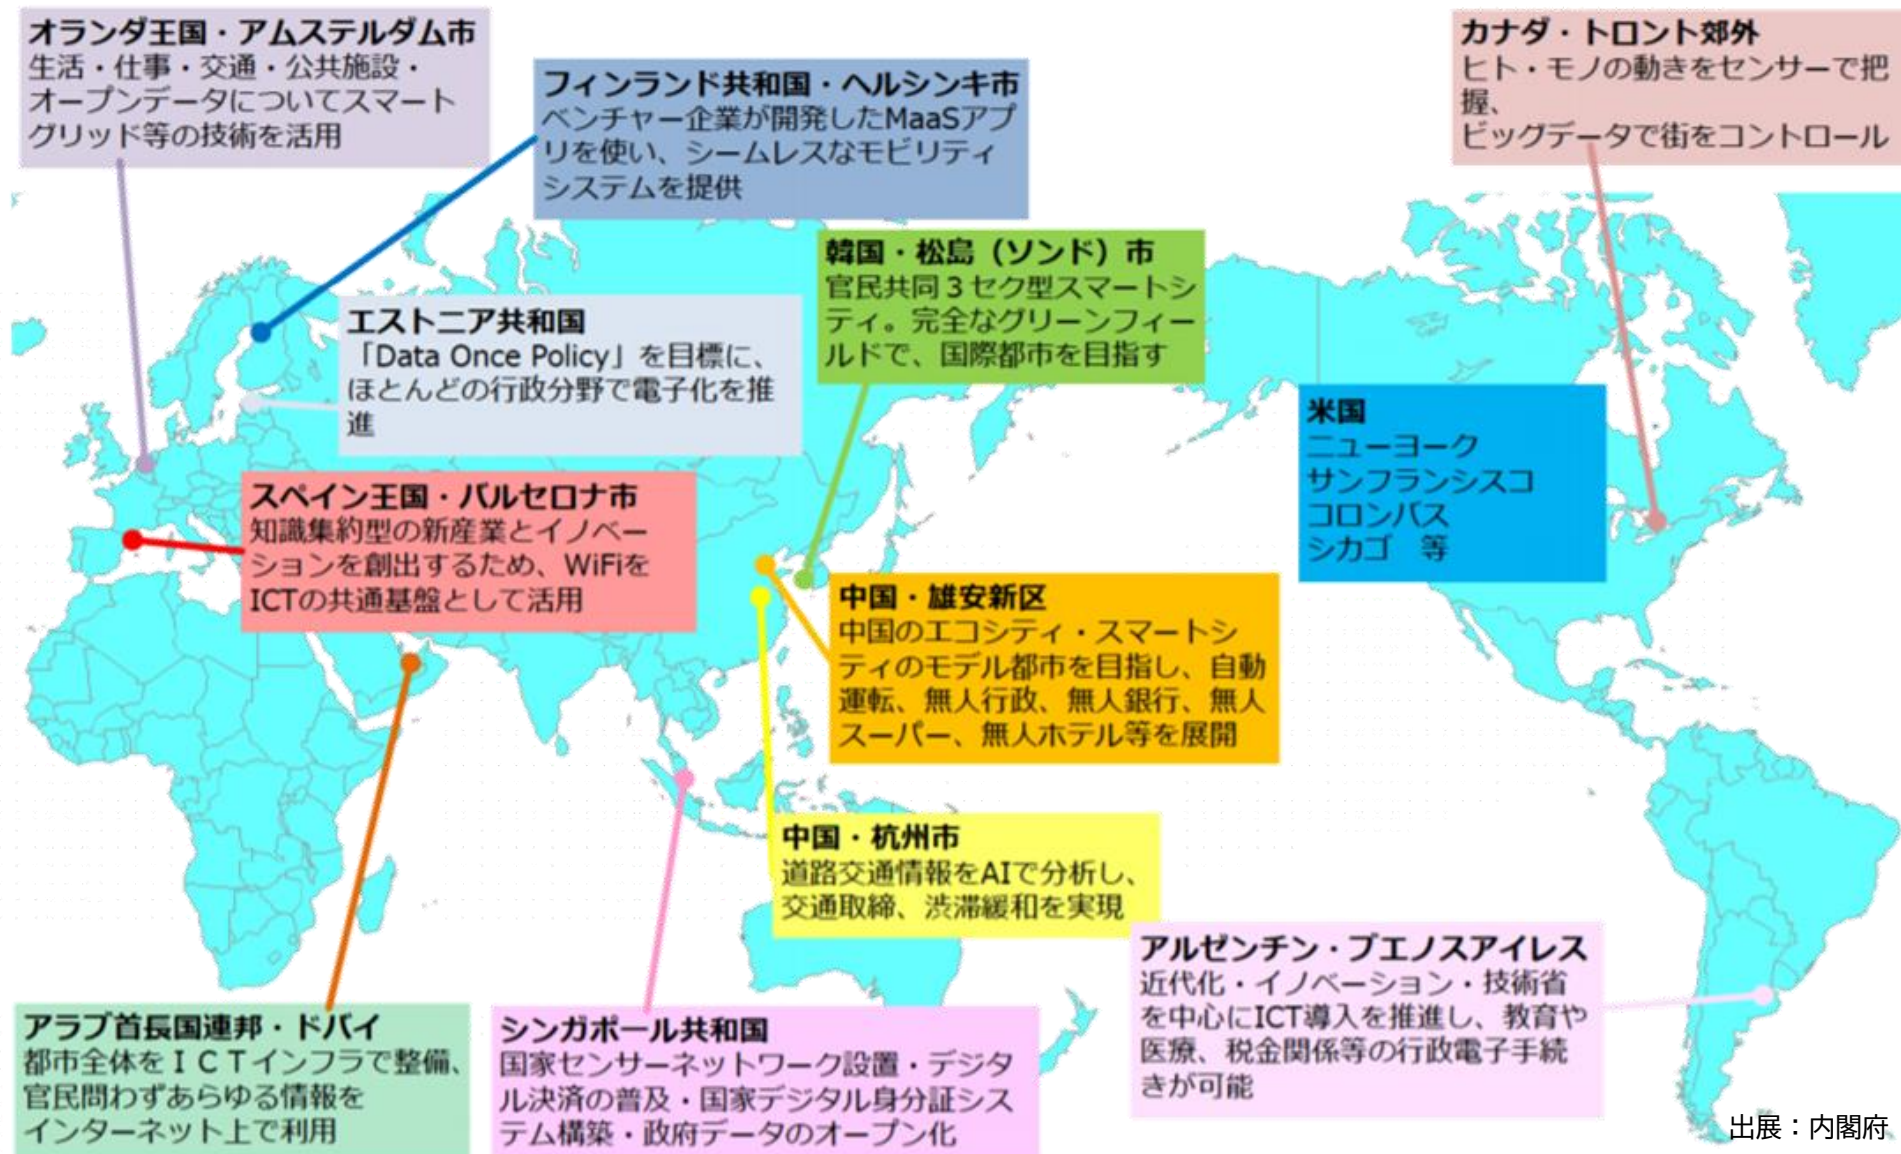 オランダ王国・アムステルダム市
生活・仕事・交通・公共施設・
オープンデータについてスマート
グリッド等の技術を活用
フィンランド共和国・ヘルシンキ市
ベンチャー企業が開発したMaaSアプ
リを使い、シームレスなモビリティ
システムを提供
カナダ・トロント郊外
ヒト・モノの動きをセンサーで把
握、
ビッグデータで街をコントロール
韓国・松島（ソンド）市
官民共同３セク型スマートシ
ティ。完全なグリーンフィー
ルドで、国際都市を目指す
エストニア共和国
「Data Once Policy」を目標に、
ほとんどの行政分野で電子化を推
進
米国
ニューヨーク
サンフランシスコ
コロンバス
シカゴ　等
スペイン王国・バルセロナ市
知識集約型の新産業とイノベー
ションを創出するため、WiFiを
ICTの共通基盤として活用
中国・雄安新区
中国のエコシティ・スマートシ
ティのモデル都市を目指し、自動
運転、無人行政、無人銀行、無人
スーパー、無人ホテル等を展開
中国・杭州市
道路交通情報をAIで分析し、
交通取締、渋滞緩和を実現
アルゼンチン・ブエノスアイレス
近代化・イノベーション・技術省
を中心にICT導入を推進し、教育や
医療、税金関係等の行政電子手続
きが可能
アラブ首長国連邦・ドバイ
都市全体をＩＣＴインフラで整備、
官民問わずあらゆる情報を
インターネット上で利用
シンガポール共和国
国家センサーネットワーク設置・デジタ
ル決済の普及・国家デジタル身分証シス
テム構築・政府データのオープン化
出展：内閣府